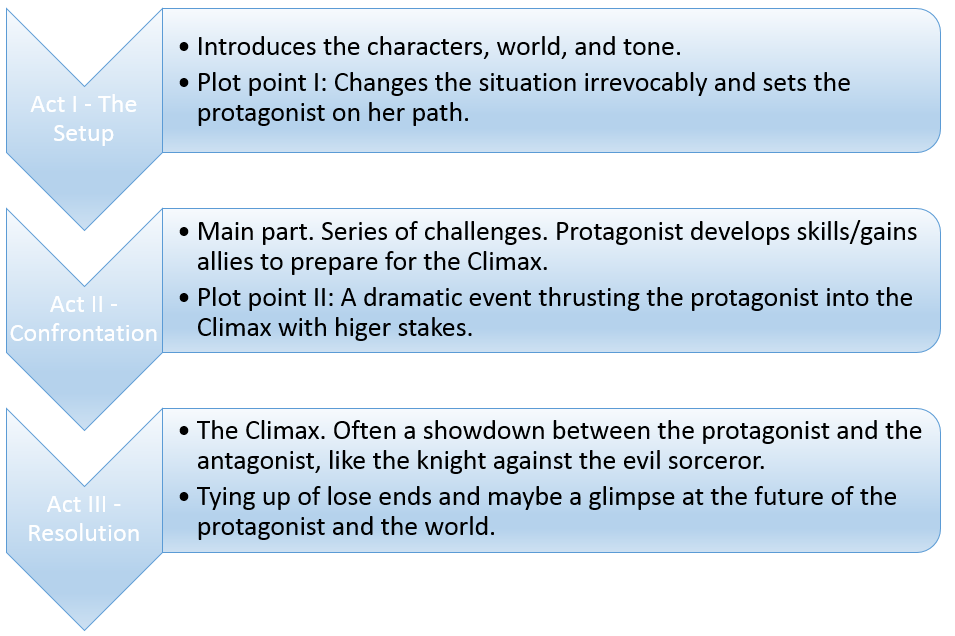 Act I - The
Setup
• Introduces the characters, world, and tone.
• Plot point I: Changes the situation irrevocably and sets the
protagonist on her path.
Act II -
Confrontation
• Main part. Series of challenges. Protagonist develops skills/gains
allies to prepare for the Climax.
• Plot point II: A dramatic event thrusting the protagonist into the
Climax with higer stakes.
Act III -
Resolution
• The Climax. Often a showdown between the protagonist and the
antagonist, like the knight against the evil sorceror.
• Tying up of lose ends and maybe a glimpse at the future of the
protagonist and the world.